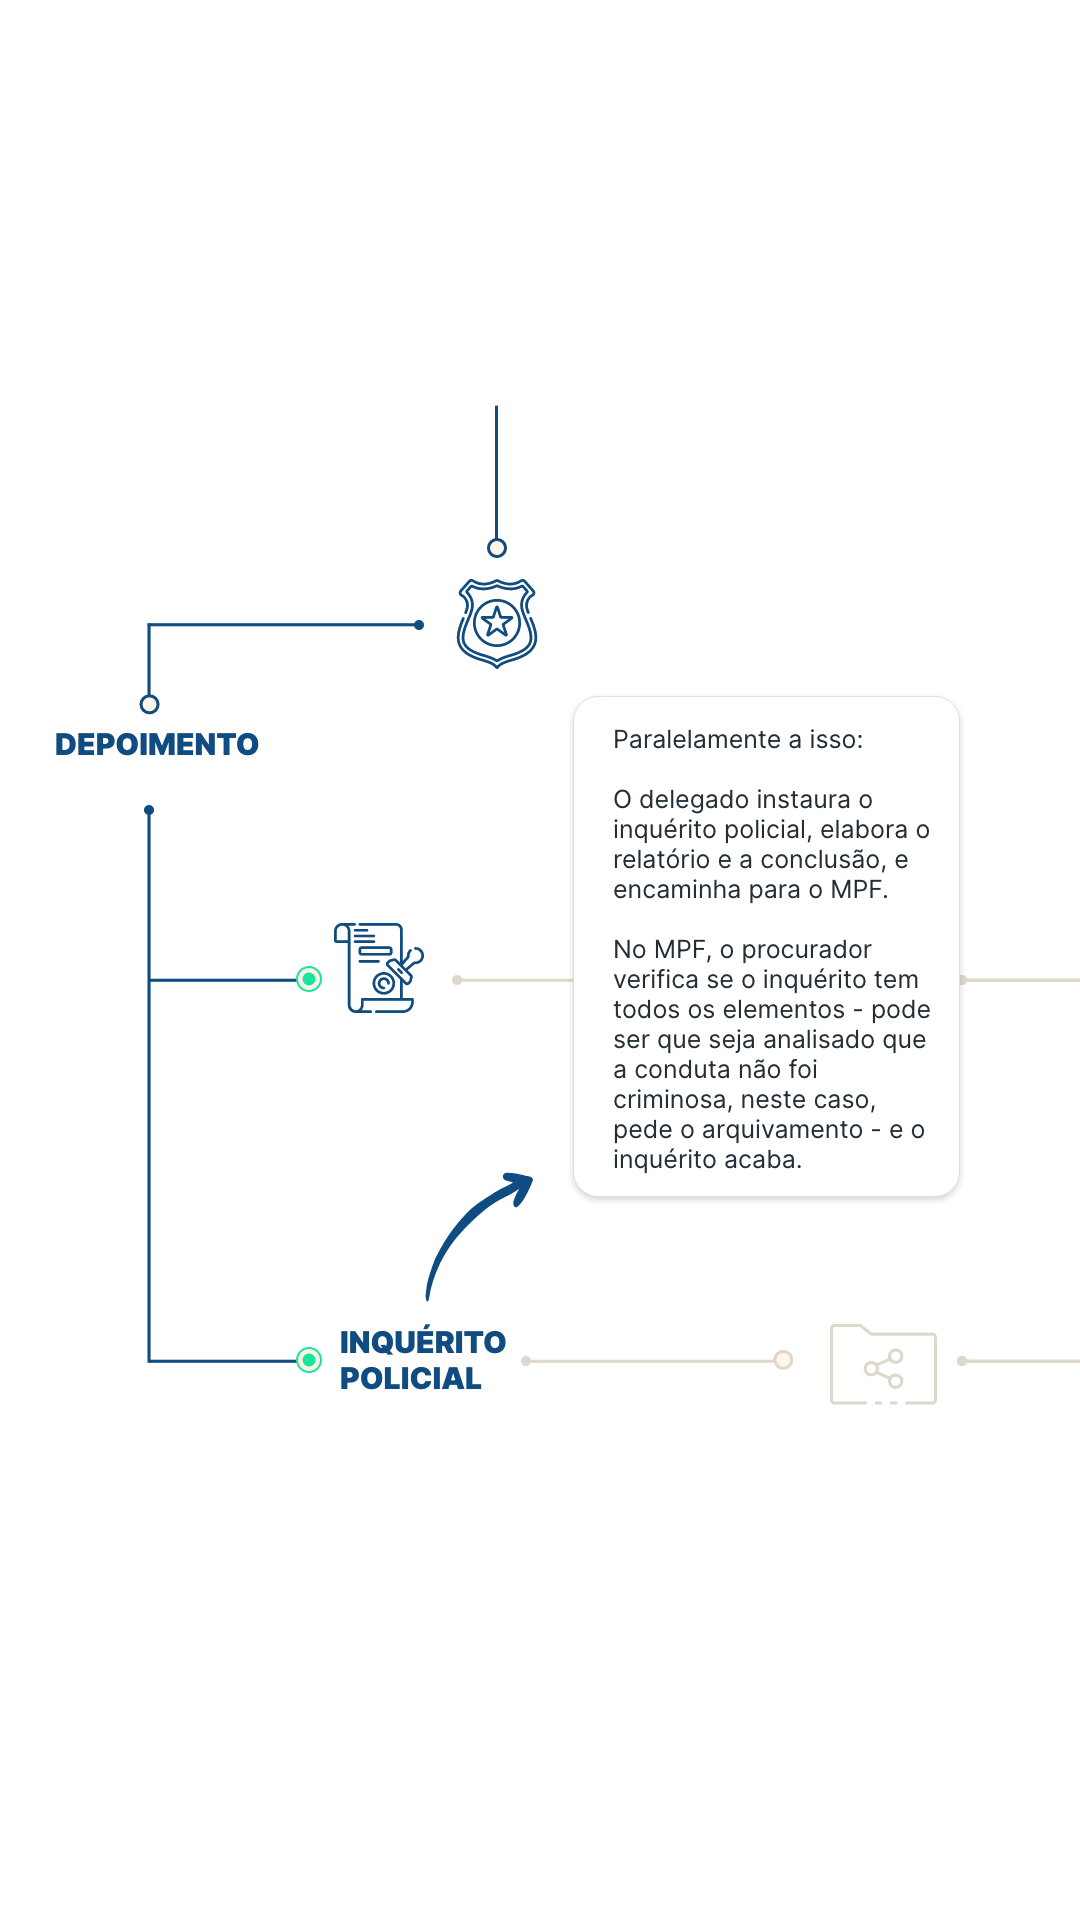 DEPOIMENTO
Paralelamente a isso:
O delegado instaura o
inquérito policial, elabora o
relatório e a conclusão, e
encaminha para o MPF.
No MPF, o procurador
verifica se o inquérito tem
todos os elementos - pode
ser que seja analisado que
a conduta não foi
criminosa, neste caso,
pede o arquivamento - e o
inquérito acaba.
INQUÉRITO
POLICIAL